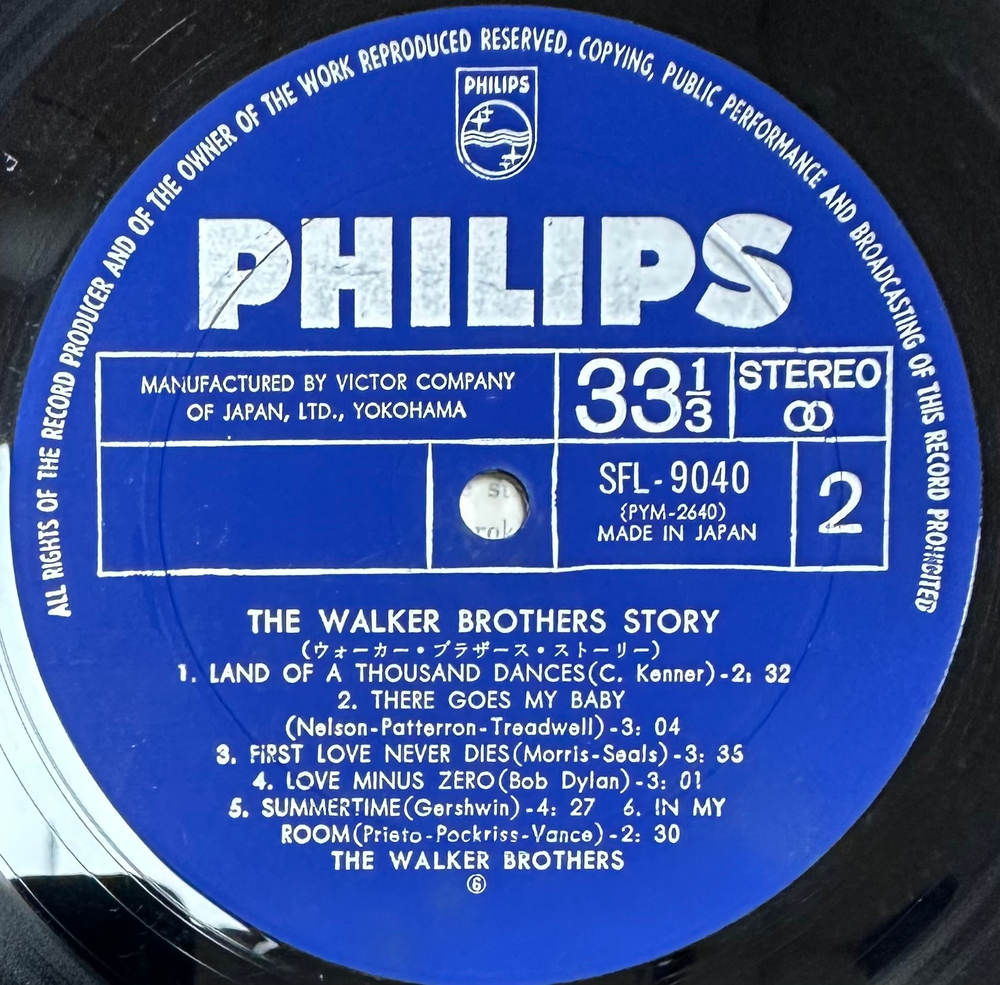 ALL RIGHTS OF THE RECORD PRODUCER AND OF THE OWNER OF THE WORK REPRODUCED RESERVED. COPYING, PUBLIC PERFORMANCE AND BROADCASTING OF THIS RECORD PROHIBITED
PHILIPS
PHILIPS
MANUFACTURED BY VICTOR COMPANY
OF JAPAN, LTD., YOKOHAMA
33 1/3
STEREO
SFL-9040
(PYM-2640)
MADE IN JAPAN
2
THE WALKER BROTHERS STORY
(ウォーカー・ブラザース・ストーリー)
1. LAND OF A THOUSAND DANCES(C. Kenner)-2: 32
2. THERE GOES MY BABY
(Nelson-Patterron-Treadwell)-3: 04
3. FIRST LOVE NEVER DIES(Morris-Seals)-3: 35
4. LOVE MINUS ZERO(Bob Dylan)-3: 01
5. SUMMERTIME(Gershwin)-4: 27 6. IN MY
ROOM(Prieto-Pockriss-Vance)-2: 30
THE WALKER BROTHERS
⑥